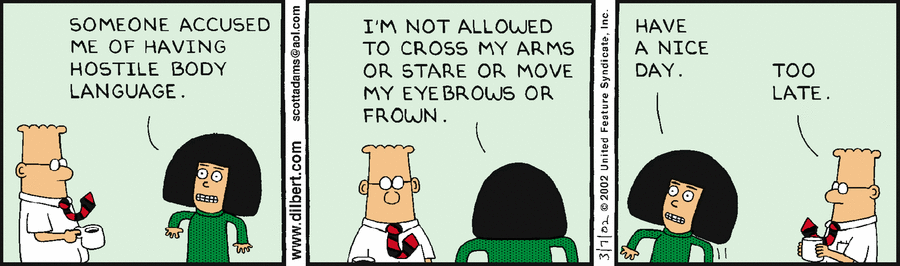 SOMEONE ACCUSED
ME OF HAVING
HOSTILE BODY
LANGUAGE.
www.dilbert.com scottadams@aol.com
I'M NOT ALLOWED
TO CROSS MY ARMS
OR STARE OR MOVE
MY EYEBROWS OR
FROWN.
3/7/02 © 2002 United Feature Syndicate, Inc.
HAVE
A NICE
DAY.
TOO
LATE.